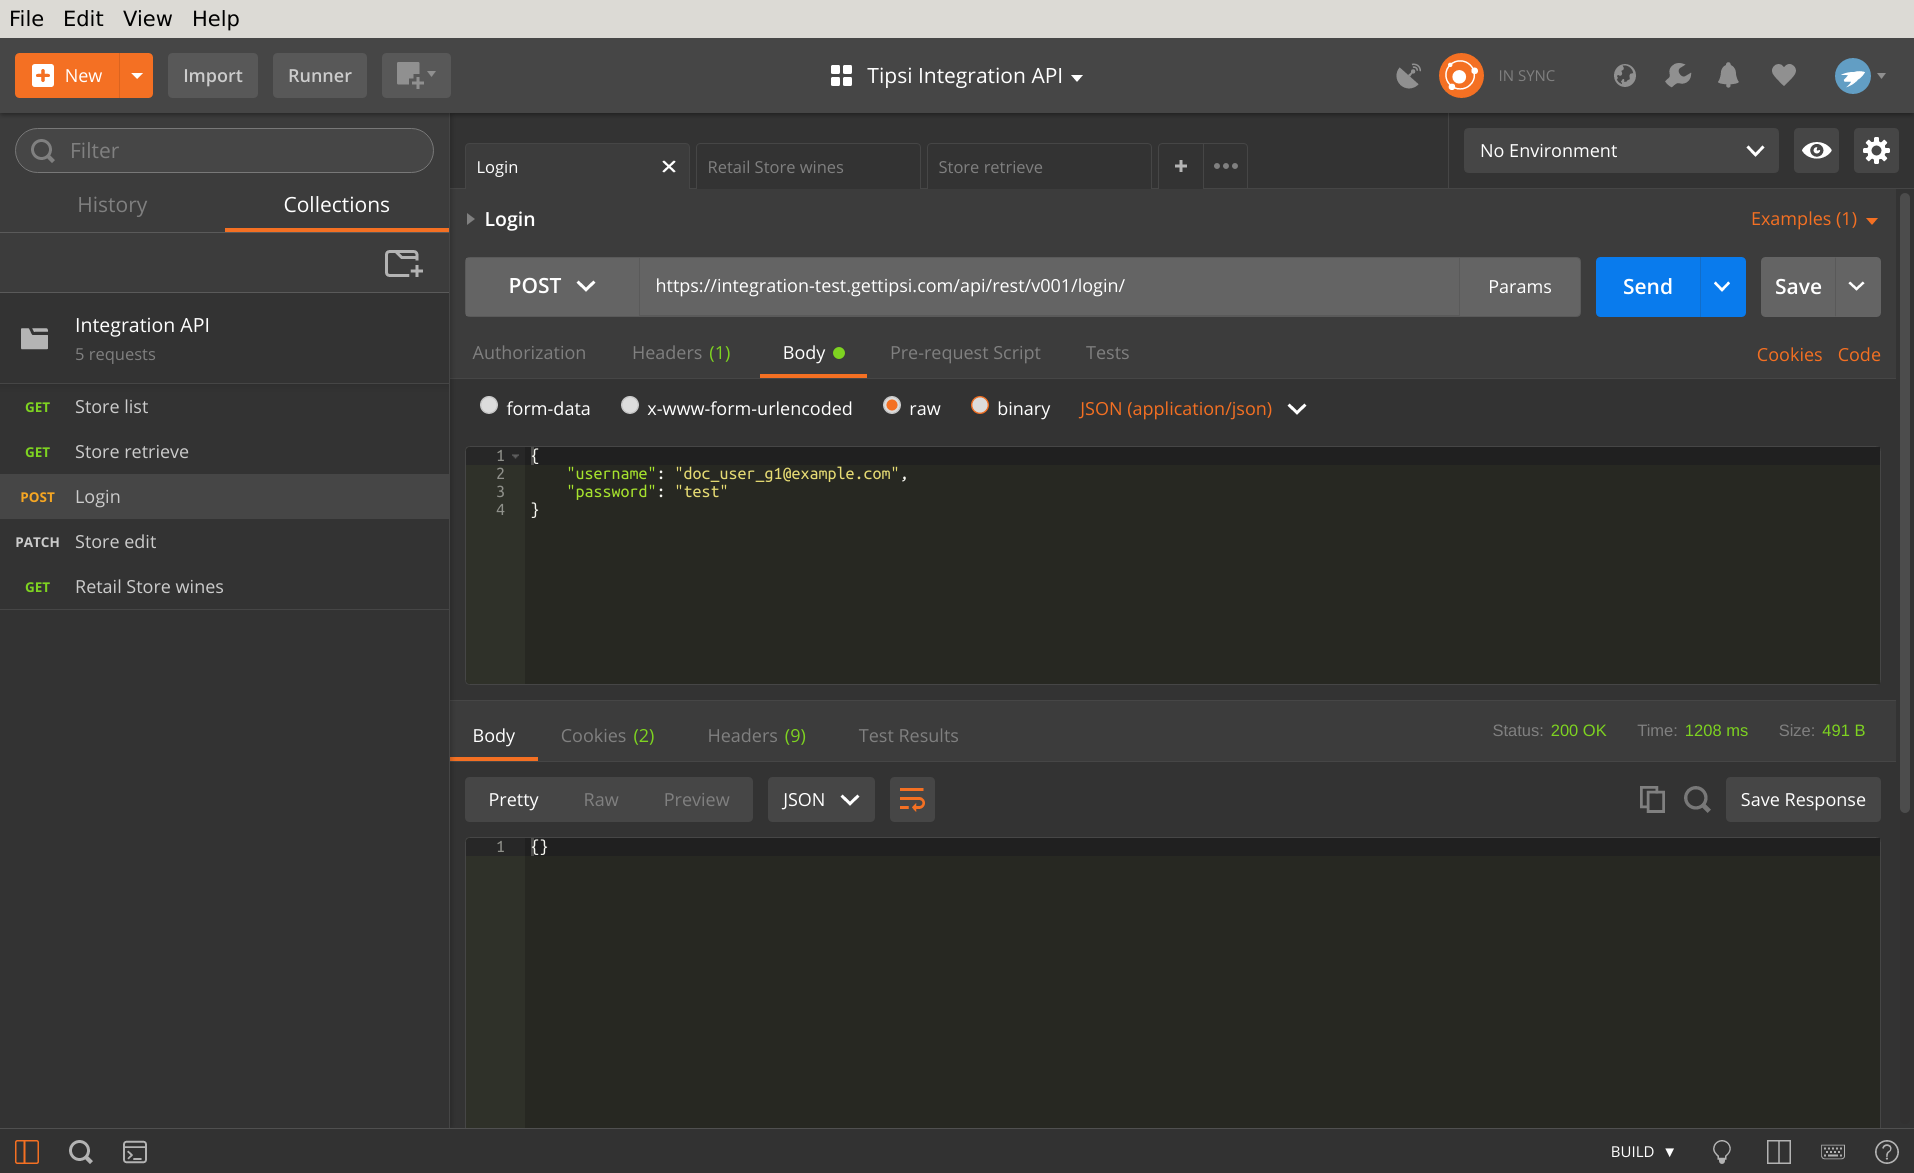 File Edit View Help
New Import Runner Tipsi Integration API IN SYNC
Filter
History Collections
Integration API
5 requests
GET Store list
GET Store retrieve
POST Login
PATCH Store edit
GET Retail Store wines
Login Retail Store wines Store retrieve No Environment
Login Examples (1)
POST https://integration-test.gettipsi.com/api/rest/v001/login/ Params Send Save
Authorization Headers (1) Body Pre-request Script Tests Cookies Code
form-data x-www-form-urlencoded raw binary JSON (application/json)
1 {
2 "username": "doc_user_g1@example.com",
3 "password": "test"
4 }
Body Cookies (2) Headers (9) Test Results Status: 200 OK Time: 1208 ms Size: 491 B
Pretty Raw Preview JSON Save Response
1 {}
BUILD